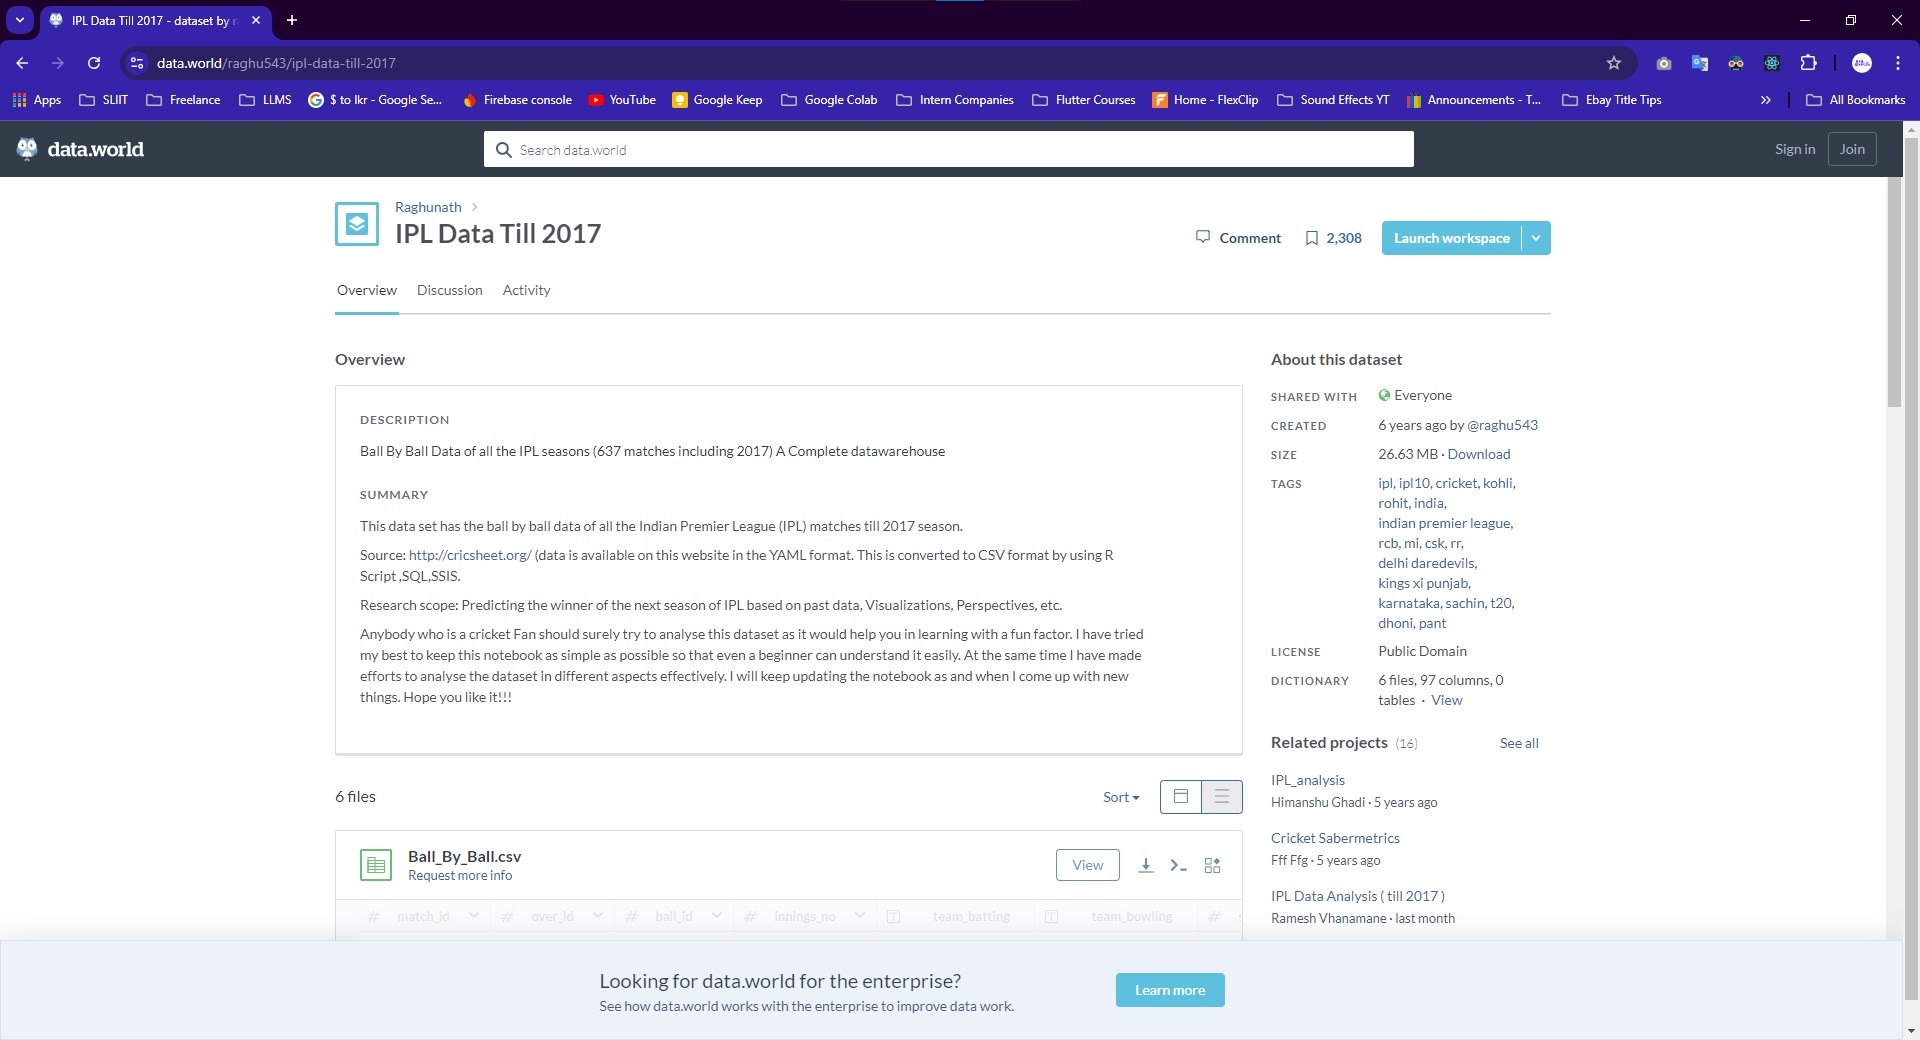 IPL Data Till 2017 - dataset by r
data.world/raghu543/ipl-data-till-2017
Apps SLIIT Freelance LLMS $ to lkr - Google Se... Firebase console YouTube Google Keep Google Colab Intern Companies Flutter Courses Home - FlexClip Sound Effects YT Announcements - T... Ebay Title Tips All Bookmarks
data.world Search data.world Sign in Join
Raghunath
IPL Data Till 2017
Comment 2,308 Launch workspace
Overview Discussion Activity
Overview
DESCRIPTION
Ball By Ball Data of all the IPL seasons (637 matches including 2017) A Complete datawarehouse
SUMMARY
This data set has the ball by ball data of all the Indian Premier League (IPL) matches till 2017 season.
Source: http://cricsheet.org/ (data is available on this website in the YAML format. This is converted to CSV format by using R
Script ,SQL,SSIS.
Research scope: Predicting the winner of the next season of IPL based on past data, Visualizations, Perspectives, etc.
Anybody who is a cricket Fan should surely try to analyse this dataset as it would help you in learning with a fun factor. I have tried
my best to keep this notebook as simple as possible so that even a beginner can understand it easily. At the same time I have made
efforts to analyse the dataset in different aspects effectively. I will keep updating the notebook as and when I come up with new
things. Hope you like it!!!
6 files Sort
Ball_By_Ball.csv
Request more info
View
# match_id # over_id # ball_id # innings_no team_batting team_bowling #
About this dataset
SHARED WITH Everyone
CREATED 6 years ago by @raghu543
SIZE 26.63 MB · Download
TAGS ipl, ipl10, cricket, kohli,
rohit, india,
indian premier league,
rcb, mi, csk, rr,
delhi daredevils,
kings xi punjab,
karnataka, sachin, t20,
dhoni, pant
LICENSE Public Domain
DICTIONARY 6 files, 97 columns, 0
tables · View
Related projects (16) See all
IPL_analysis
Himanshu Ghadi · 5 years ago
Cricket Sabermetrics
Fff Ffg · 5 years ago
IPL Data Analysis ( till 2017 )
Ramesh Vhanamane · last month
Looking for data.world for the enterprise?
See how data.world works with the enterprise to improve data work.
Learn more